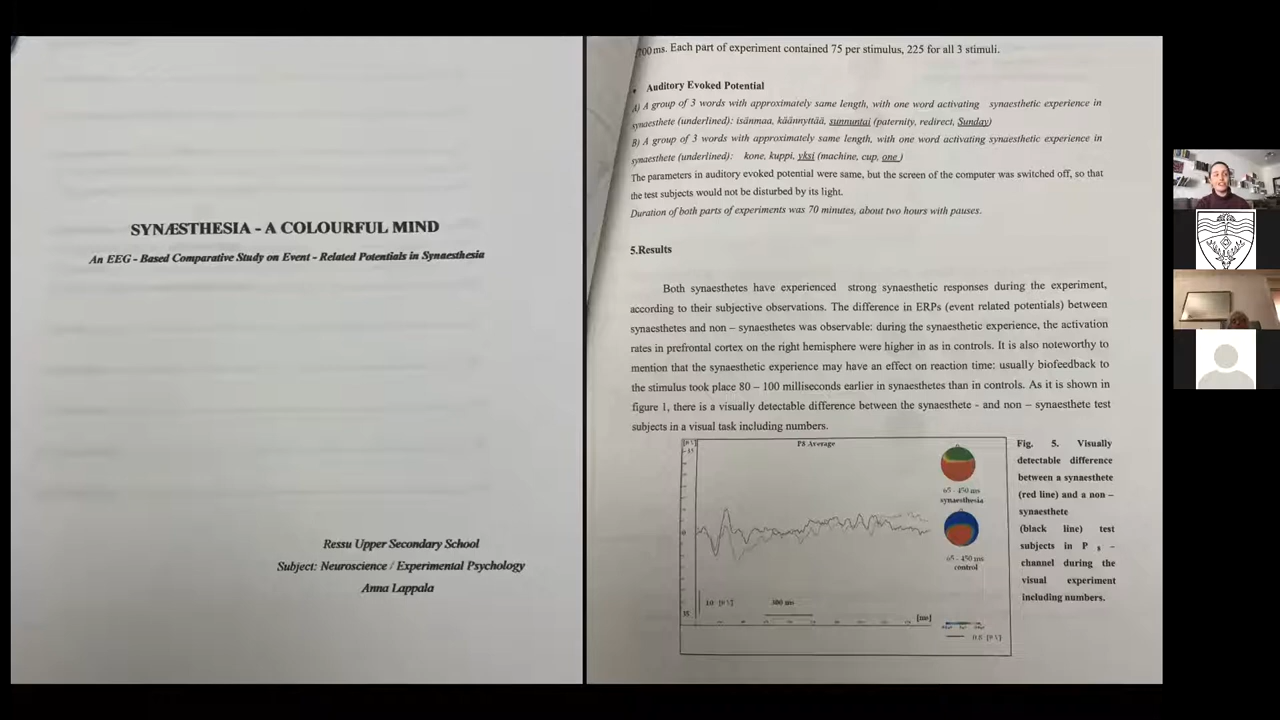 SYNÆSTHESIA - A COLOURFUL MIND
An EEG - Based Comparative Study on Event - Related Potentials in Synaesthesia
Ressu Upper Secondary School
Subject: Neuroscience / Experimental Psychology
Anna Lappala
700 ms. Each part of experiment contained 75 per stimulus, 225 for all 3 stimuli.
• Auditory Evoked Potential
A) A group of 3 words with approximately same length, with one word activating synaesthetic experience in
synaesthete (underlined): isänmaa, käännyttää, sunnuntai (paternity, redirect, Sunday)
B) A group of 3 words with approximately same length, with one word activating synaesthetic experience in
synaesthete (underlined): kone, kuppi, yksi (machine, cup, one )
The parameters in auditory evoked potential were same, but the screen of the computer was switched off, so that
the test subjects would not be disturbed by its light.
Duration of both parts of experiments was 70 minutes, about two hours with pauses.
5.Results
Both synaesthetes have experienced strong synaesthetic responses during the experiment,
according to their subjective observations. The difference in ERPs (event related potentials) between
synaesthetes and non – synaesthetes was observable: during the synaesthetic experience, the activation
rates in prefrontal cortex on the right hemisphere were higher in as in controls. It is also noteworthy to
mention that the synaesthetic experience may have an effect on reaction time: usually biofeedback to
the stimulus took place 80 – 100 milliseconds earlier in synaesthetes than in controls. As it is shown in
figure 1, there is a visually detectable difference between the synaesthete - and non – synaesthete test
subjects in a visual task including numbers.
P8 Average
65 - 450 ms
synaesthesia
65 - 450 ms
control
10 [µV]
300 ms
[ms]
Fig. 5. Visually
detectable difference
between a synaesthete
(red line) and a non –
synaesthete
(black line) test
subjects in P 8 –
channel during the
visual experiment
including numbers.